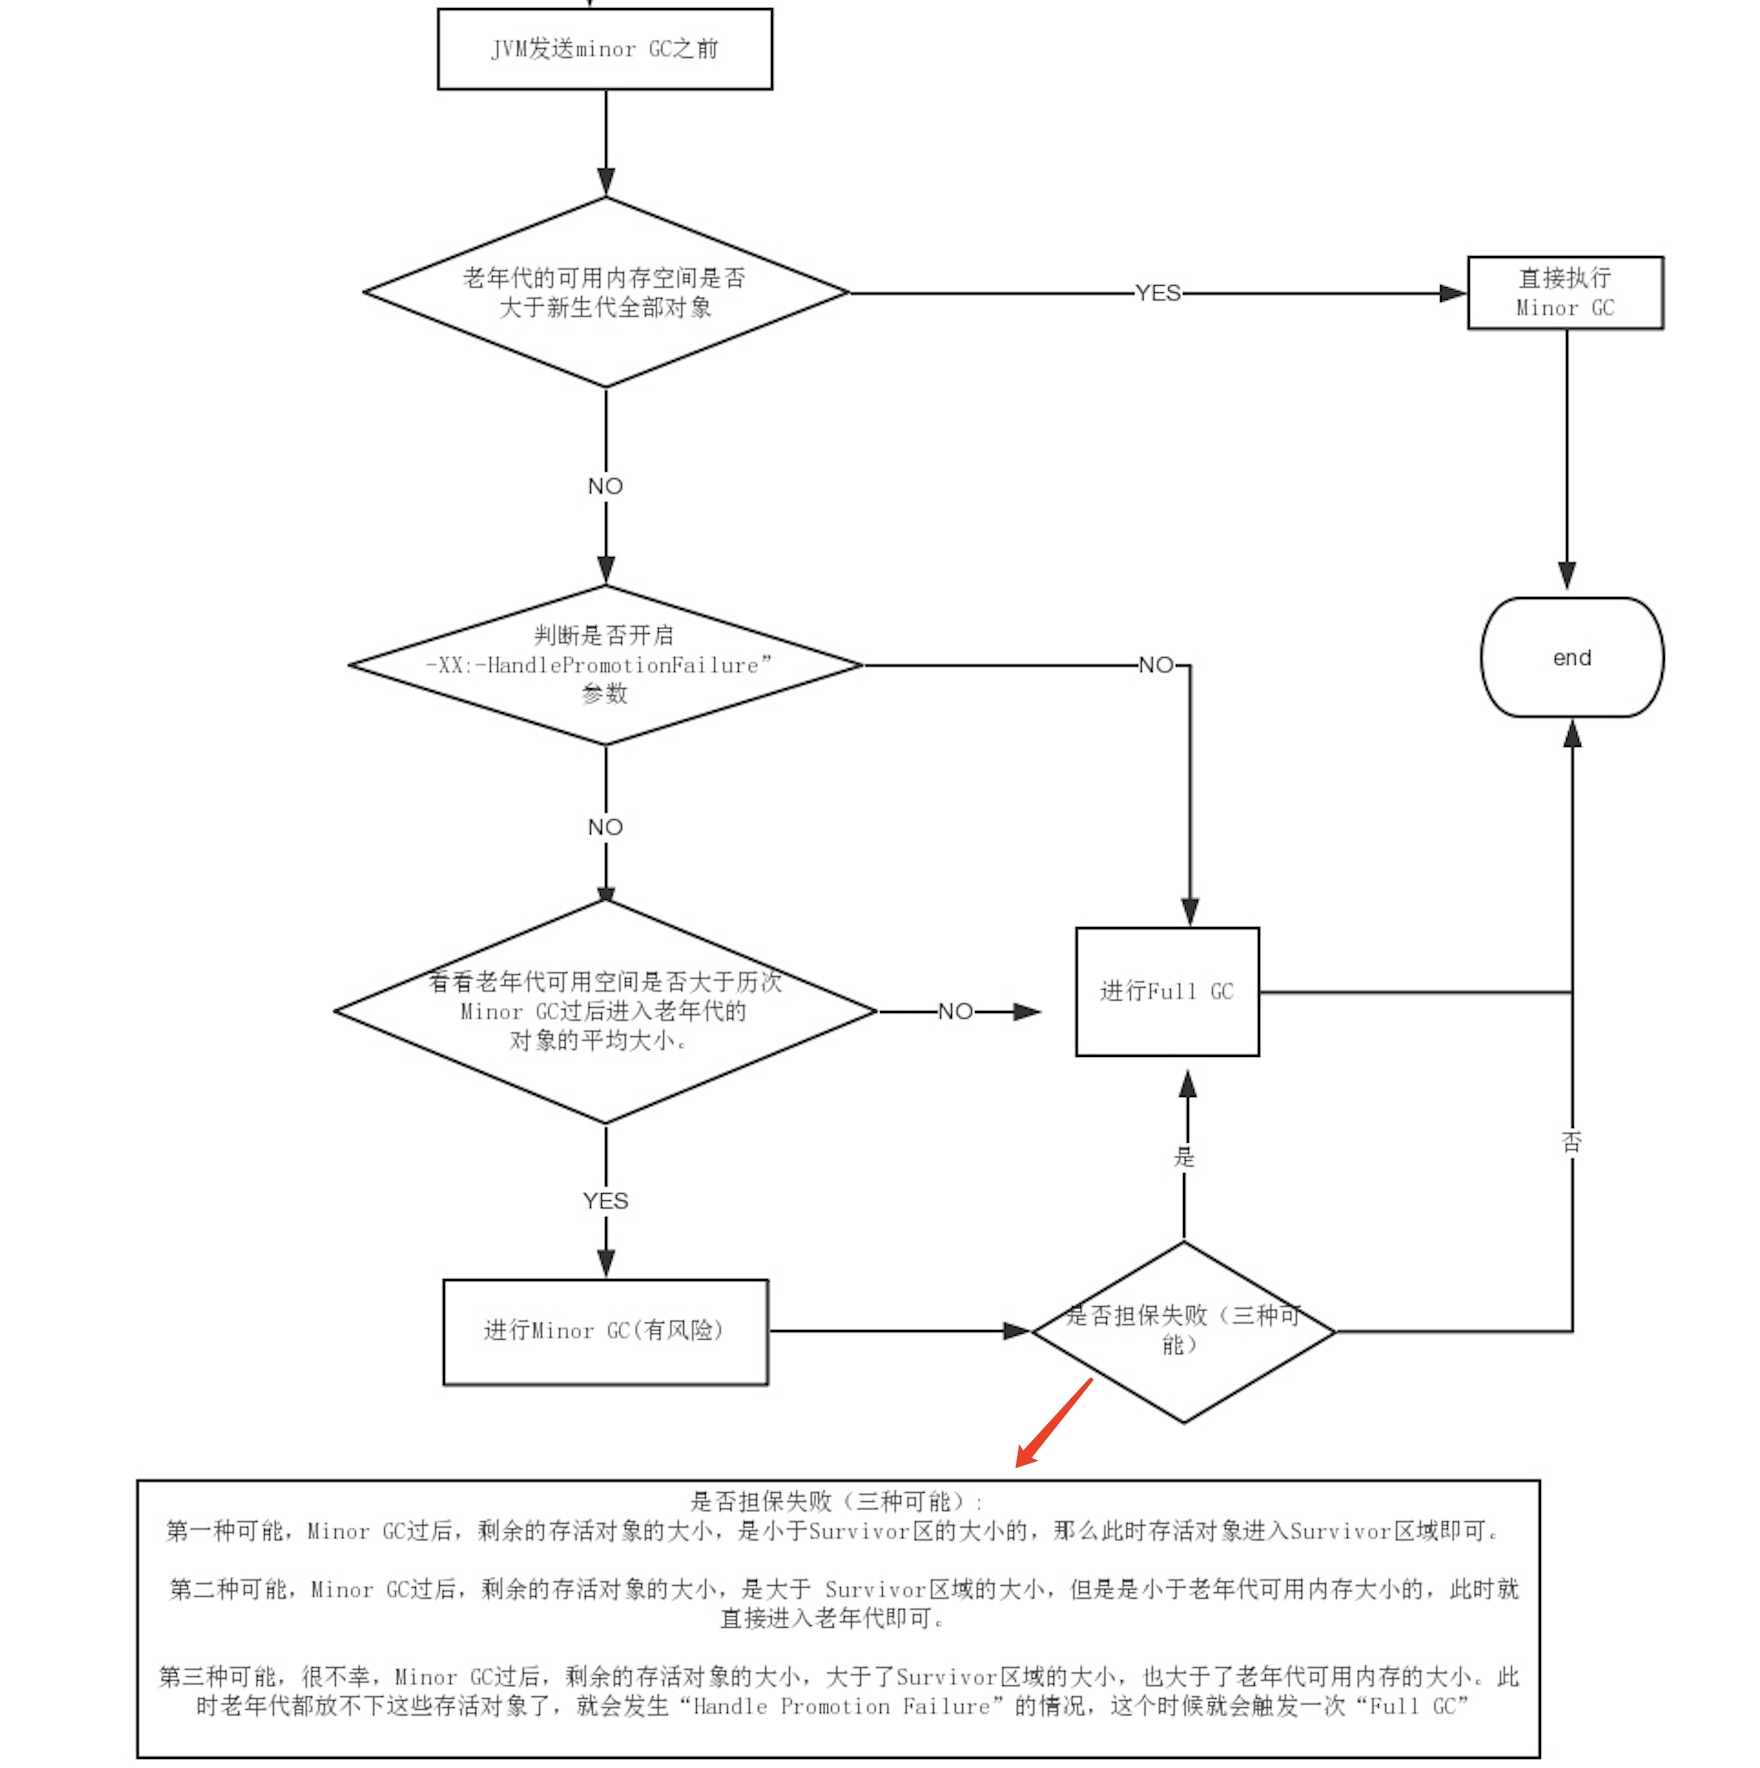 JVM发送minor GC之前
老年代的可用内存空间是否
大于新生代全部对象
YES
直接执行
Minor GC
NO
end
判断是否开启
-XX:-HandlePromotionFailure”
参数
NO
NO
看看老年代可用空间是否大于历次
Minor GC过后进入老年代的
对象的平均大小。
NO
进行Full GC
YES
是
否
进行Minor GC(有风险)
是否担保失败（三种可
能）
是否担保失败（三种可能）:
第一种可能，Minor GC过后，剩余的存活对象的大小，是小于Survivor区的大小的，那么此时存活对象进入Survivor区域即可。
第二种可能，Minor GC过后，剩余的存活对象的大小，是大于 Survivor区域的大小，但是是小于老年代可用内存大小的，此时就
直接进入老年代即可。
第三种可能，很不幸，Minor GC过后，剩余的存活对象的大小，大于了Survivor区域的大小，也大于了老年代可用内存的大小。此
时老年代都放不下这些存活对象了，就会发生“Handle Promotion Failure”的情况，这个时候就会触发一次“Full GC”